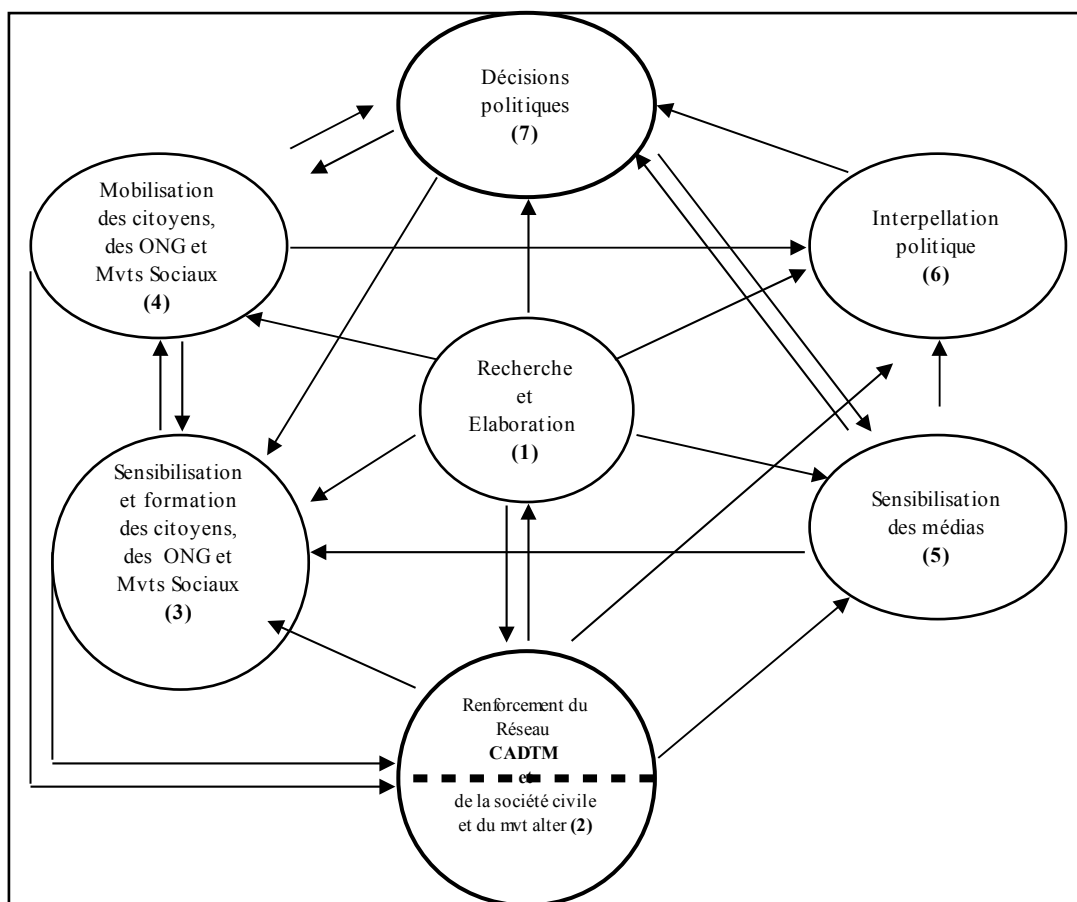 Décisions
politiques
(7)
Mobilisation
des citoyens,
des ONG et
Mvts Sociaux
(4)
Interpellation
politique
(6)
Recherche
et
Elaboration
(1)
Sensibilisation
et formation
des citoyens,
des ONG et
Mvts Sociaux
(3)
Sensibilisation
des médias
(5)
Renforcement du
Réseau
CADTM
et
de la société civile
et du mvt alter (2)